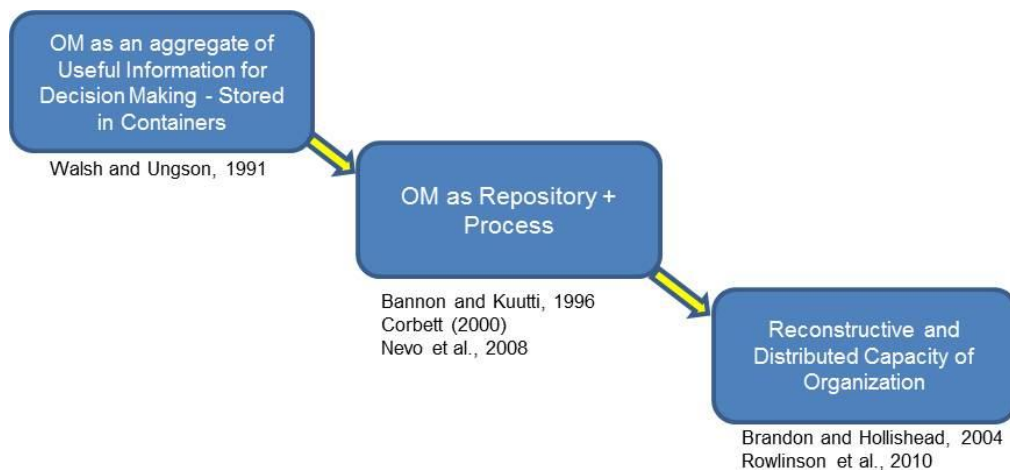 OM as an aggregate of
Useful Information for
Decision Making - Stored
in Containers
Walsh and Ungson, 1991
OM as Repository +
Process
Bannon and Kuutti, 1996
Corbett (2000)
Nevo et al., 2008
Reconstructive and
Distributed Capacity of
Organization
Brandon and Hollishead, 2004
Rowlinson et al., 2010